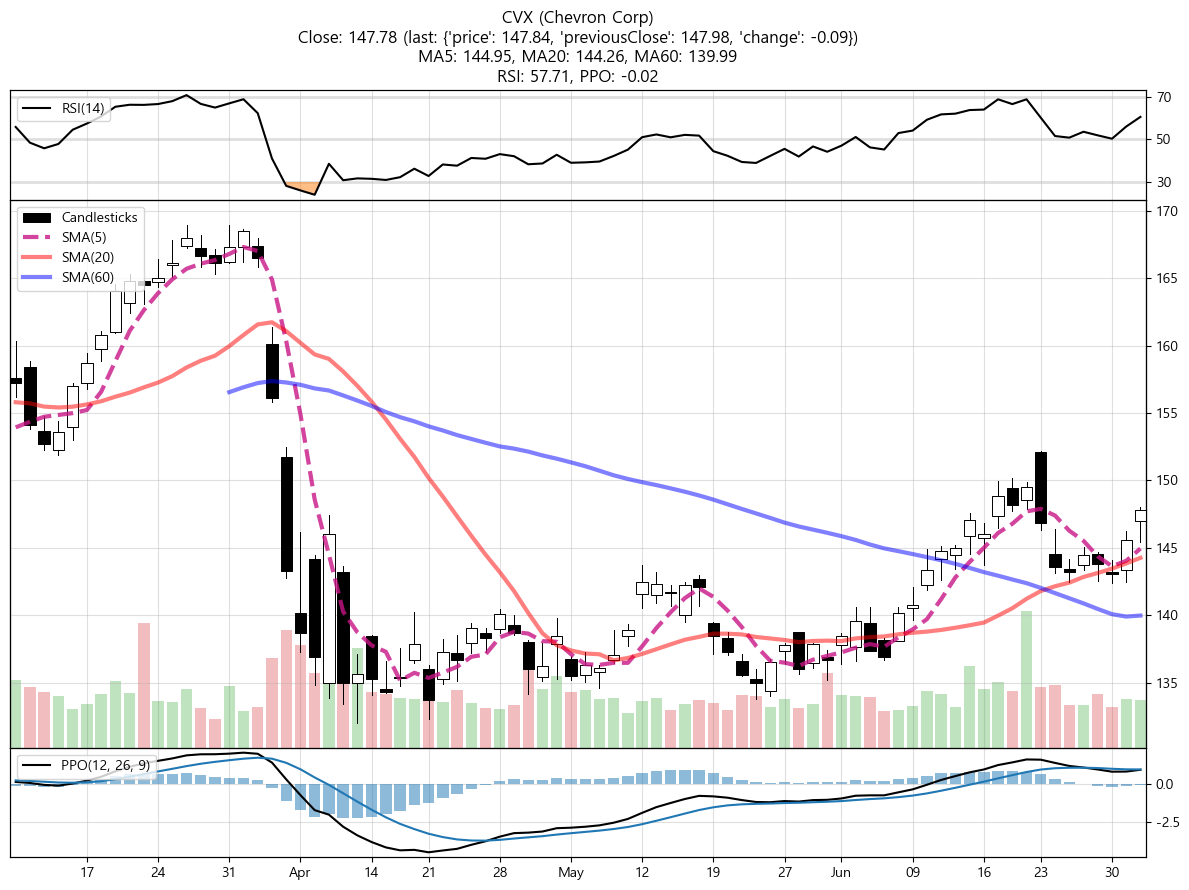 CVX (Chevron Corp)
Close: 147.78 (last: {'price': 147.84, 'previousClose': 147.98, 'change': -0.09})
MA5: 144.95, MA20: 144.26, MA60: 139.99
RSI: 57.71, PPO: -0.02
RSI(14)
70
50
30
Candlesticks
SMA(5)
SMA(20)
SMA(60)
170
165
160
155
150
145
140
135
PPO(12, 26, 9)
0.0
-2.5
17 24 31 Apr 14 21 28 May 12 19 27 Jun 09 16 23 30